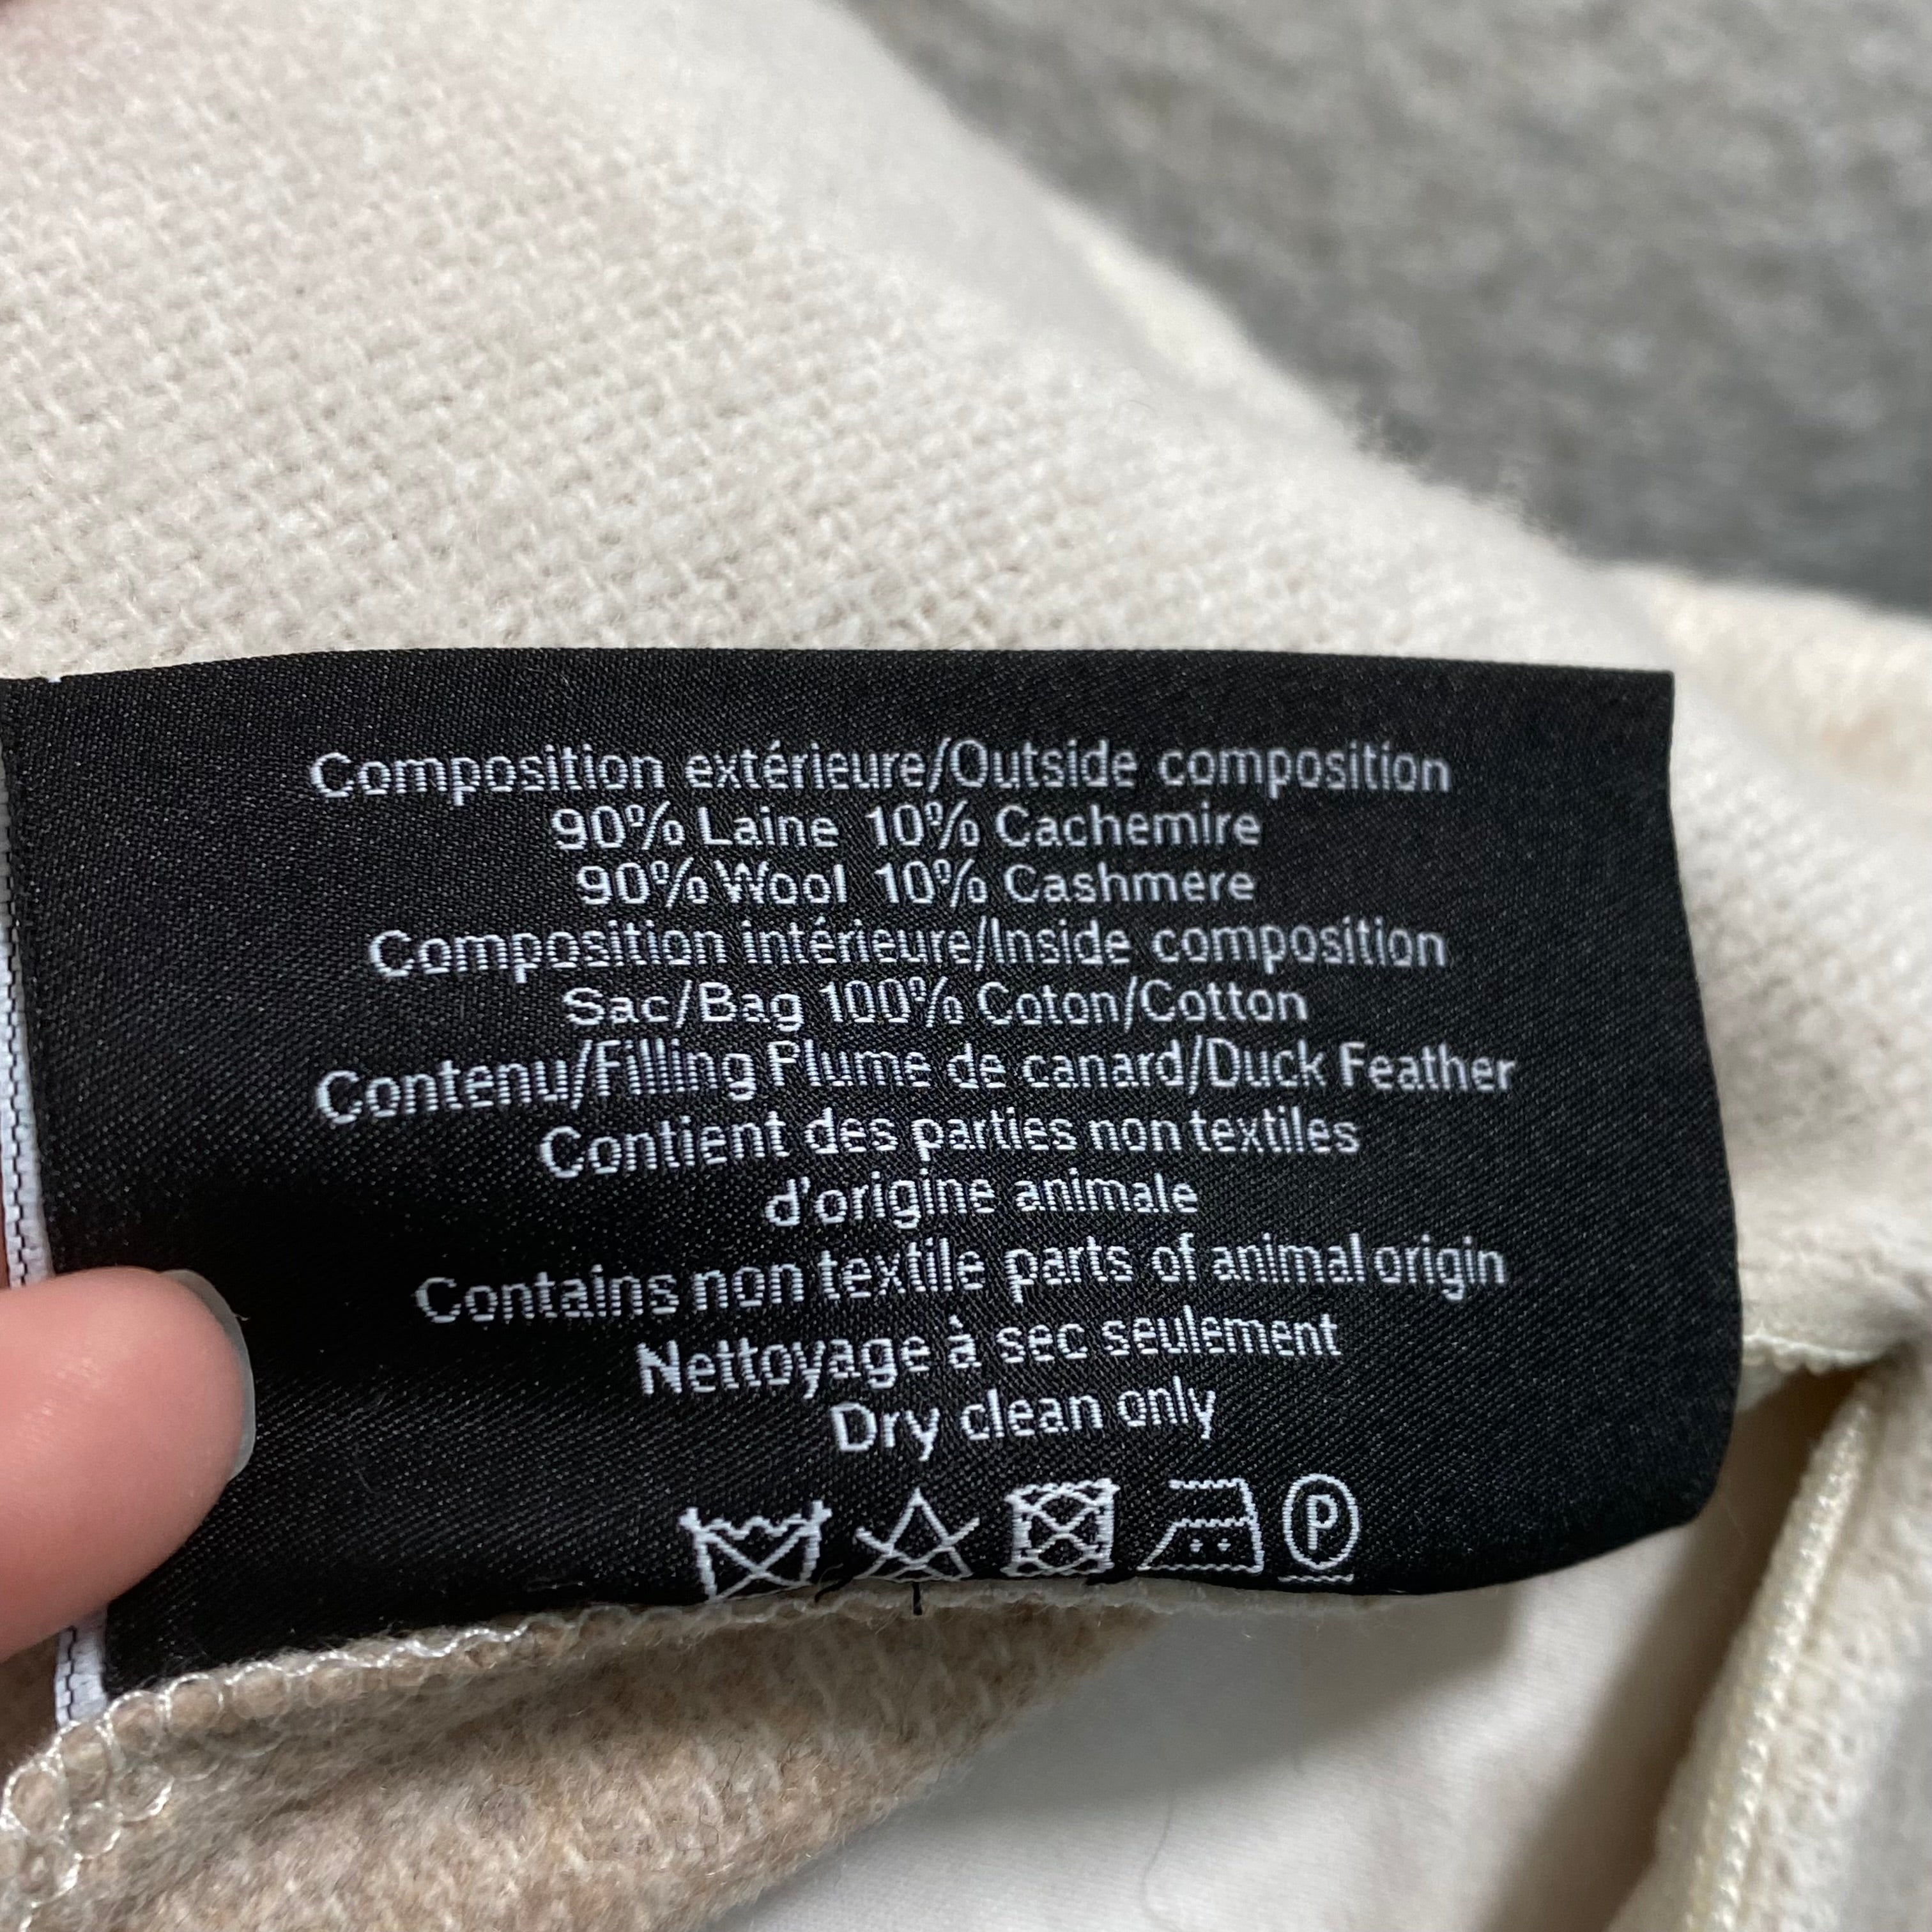 Composition extérieure/Outside composition
90% Laine 10% Cachemire
90% Wool 10% Cashmere
Composition intérieure/Inside composition
Sac/Bag 100% Coton/Cotton
Contenu/Filling Plume de canard/Duck Feather
Contient des parties non textiles
d'origine animale
Contains non textile parts of animal origin
Nettoyage à sec seulement
Dry clean only
P